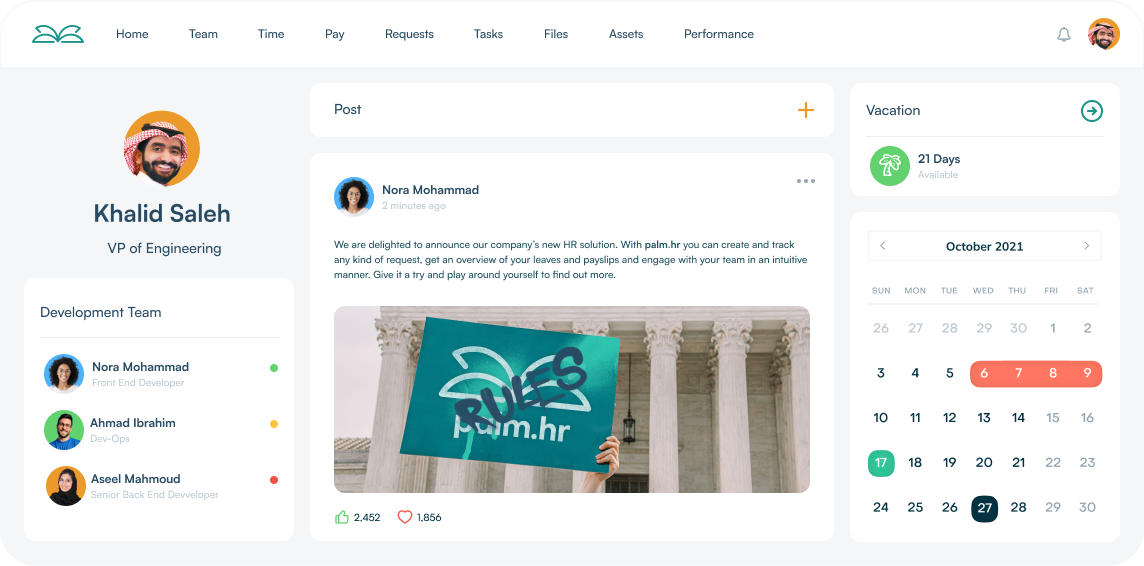 Home Team Time Pay Requests Tasks Files Assets Performance
Khalid Saleh
VP of Engineering
Development Team
Nora Mohammad
Front End Developer
Ahmad Ibrahim
Dev-Ops
Aseel Mahmoud
Senior Back End Devveloper
Post
Nora Mohammad
2 minutes ago
We are delighted to announce our company's new HR solution. With palm.hr you can create and track
any kind of request, get an overview of your leaves and payslips and engage with your team in an intuitive
manner. Give it a try and play around yourself to find out more.
RULES
palm.hr
2,452 1,856
Vacation
21 Days
Available
October 2021
SUN MON TUE WED THU FRI SAT
26 27 28 29 30 1 2
3 4 5 6 7 8 9
10 11 12 13 14 15 16
17 18 19 20 21 22 23
24 25 26 27 28 29 30